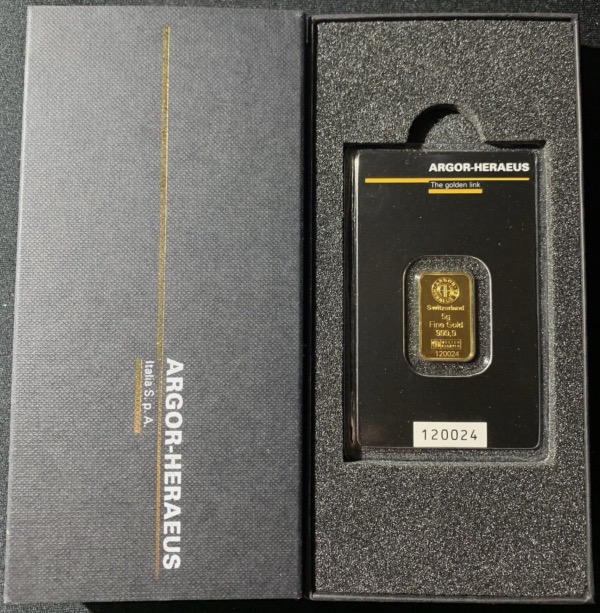 ARGOR-HERAEUS
Italia S. p. A.
ARGOR-HERAEUS
The golden link
Switzerland
5g
Fine Gold
999,9
120024
120024